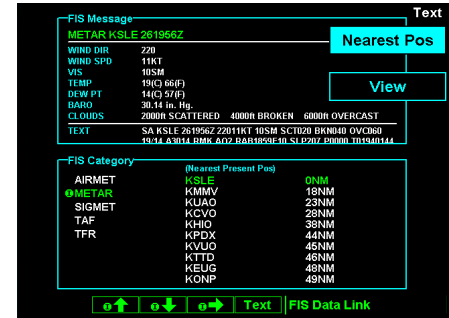 Text
FIS Message
METAR KSLE 261956Z
Nearest Pos
WIND DIR 220
WIND SPD 11KT
VIS 10SM
TEMP 19(C) 66(F)
View
DEW PT 14(C) 57(F)
BARO 30.14 in. Hg.
CLOUDS 2000ft SCATTERED 4000ft BROKEN 6000ft OVERCAST
TEXT SA KSLE 261956Z 22011KT 10SM SCT020 BKN040 OVC060
19/14 A3014 RMK AO2 RAB1859E10 SLP207 P0000 T01940144
FIS Category
(Nearest Present Pos)
AIRMET KSLE 0NM
METAR KMMV 18NM
SIGMET KUAO 23NM
TAF KCVO 28NM
TFR KHIO 38NM
KPDX 44NM
KVUO 45NM
KTTD 46NM
KEUG 48NM
KONP 49NM
Text FIS Data Link